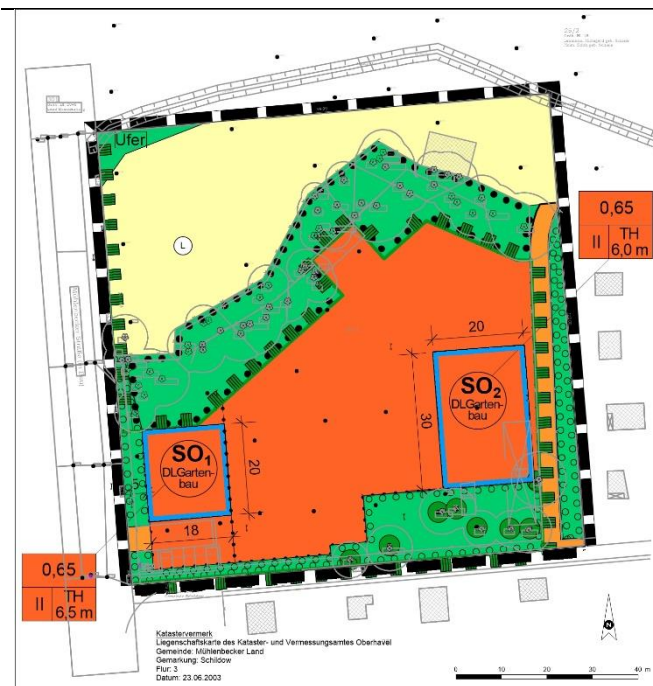 Ufer
L
0,65
II TH
6,0 m
20
30
SO2
DLGarten-
bau
SO1
DLGarten-
bau
20
18
0,65
II TH
6,5 m
Katastervermerk
Liegenschaftskarte des Kataster- und Vermessungsamtes Oberhavel
Gemeinde: Mühlenbecker Land
Gemarkung: Schildow
Flur: 3
Datum: 23.06.2003
N
0 10 20 30 40 m